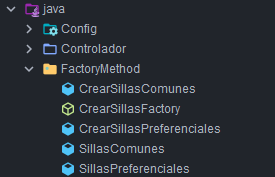 java
Config
Controlador
FactoryMethod
CrearSillasComunes
CrearSillasFactory
CrearSillasPreferenciales
SillasComunes
SillasPreferenciales